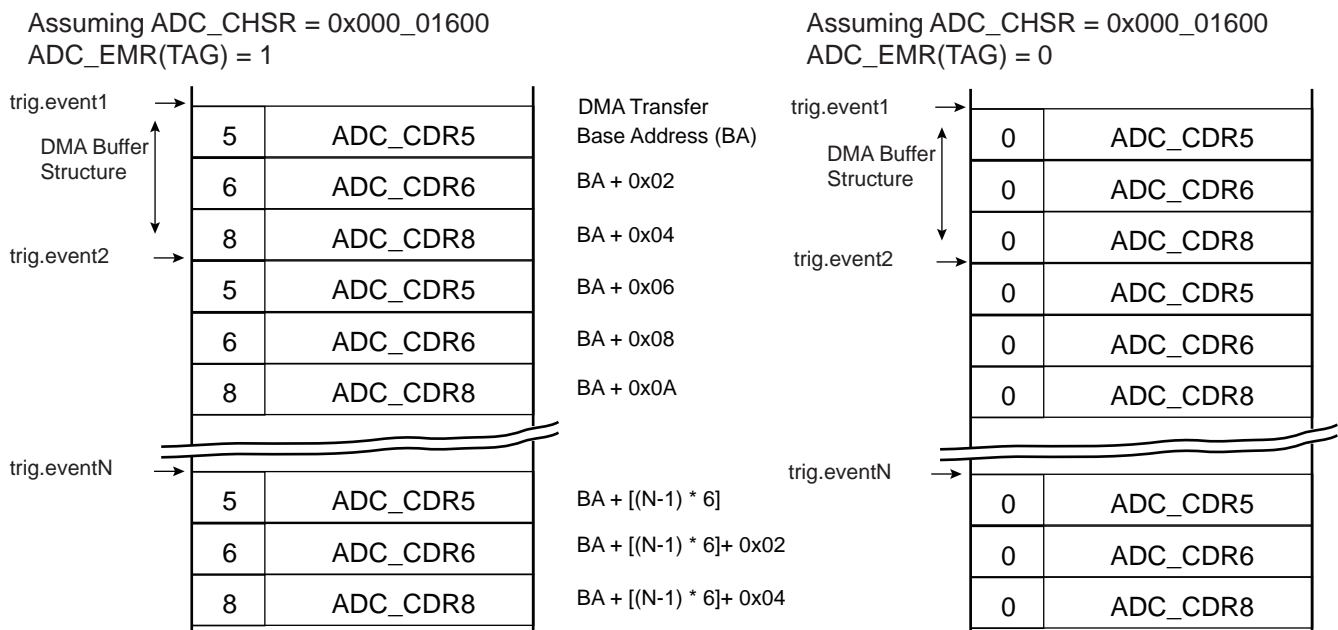 Assuming ADC_CHSR = 0x000_01600
ADC_EMR(TAG) = 1
trig.event1
DMA Buffer
Structure
5 ADC_CDR5
6 ADC_CDR6
8 ADC_CDR8
trig.event2
5 ADC_CDR5
6 ADC_CDR6
8 ADC_CDR8
trig.eventN
5 ADC_CDR5
6 ADC_CDR6
8 ADC_CDR8
DMA Transfer
Base Address (BA)
BA + 0x02
BA + 0x04
BA + 0x06
BA + 0x08
BA + 0x0A
BA + [(N-1) * 6]
BA + [(N-1) * 6]+ 0x02
BA + [(N-1) * 6]+ 0x04
Assuming ADC_CHSR = 0x000_01600
ADC_EMR(TAG) = 0
trig.event1
DMA Buffer
Structure
0 ADC_CDR5
0 ADC_CDR6
0 ADC_CDR8
trig.event2
0 ADC_CDR5
0 ADC_CDR6
0 ADC_CDR8
trig.eventN
0 ADC_CDR5
0 ADC_CDR6
0 ADC_CDR8